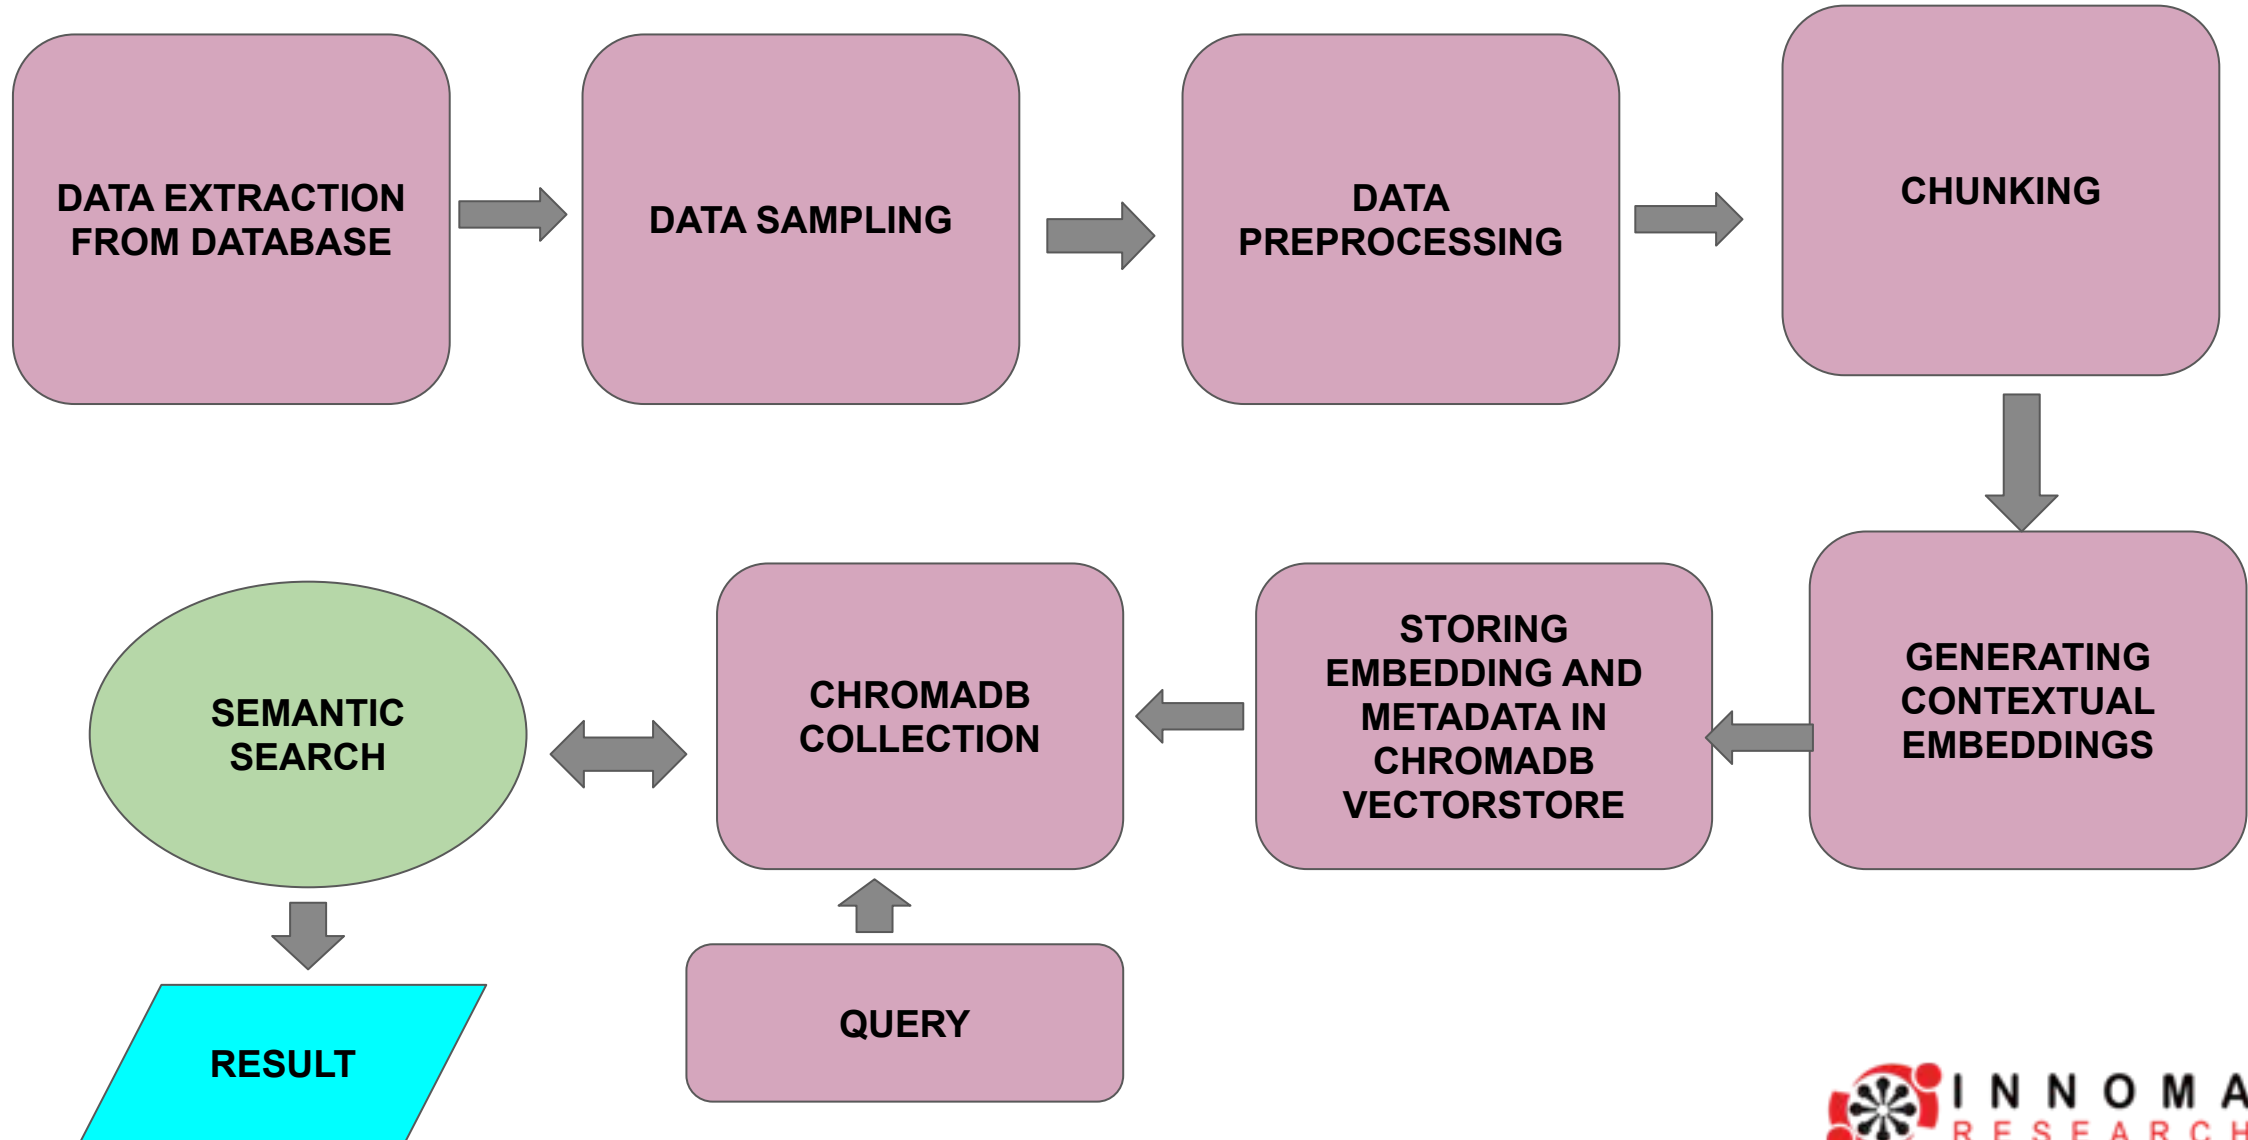 DATA EXTRACTION
FROM DATABASE
DATA SAMPLING
DATA
PREPROCESSING
CHUNKING
GENERATING
CONTEXTUAL
EMBEDDINGS
STORING
EMBEDDING AND
METADATA IN
CHROMADB
VECTORSTORE
CHROMADB
COLLECTION
SEMANTIC
SEARCH
QUERY
RESULT
INNOMA
RESEARCH